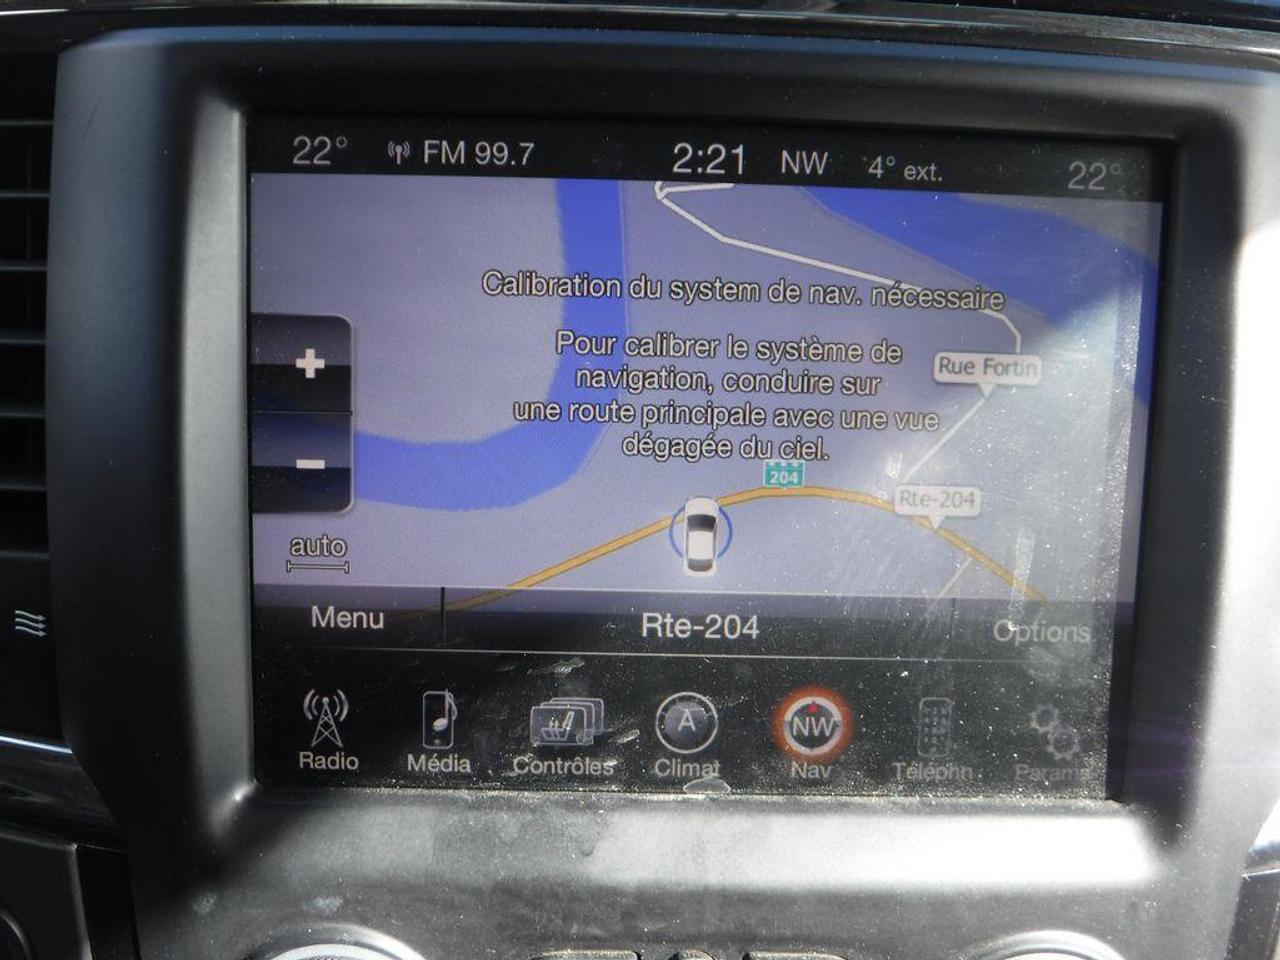 22° FM 99.7 2:21 NW 4° ext. 22°
Calibration du system de nav. nécessaire
Pour calibrer le système de
navigation, conduire sur
une route principale avec une vue
dégagée du ciel.
Rue Fortin
+
-
204
Rte-204
auto
Menu Rte-204 Options
A NW
Radio Média Contrôles Climat Nav Téléphn. Params